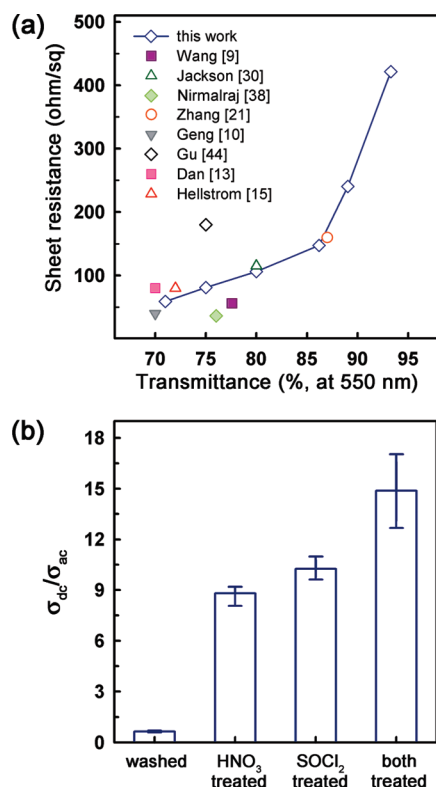 (a)
this work
Wang [9]
Jackson [30]
Nirmalraj [38]
Zhang [21]
Geng [10]
Gu [44]
Dan [13]
Hellstrom [15]
Sheet resistance (ohm/sq)
500
400
300
200
100
70 75 80 85 90 95
Transmittance (%, at 550 nm)
(b)
σdc/σac
18
15
12
9
6
3
0
washed HNO3 SOCl2 both
treated treated treated